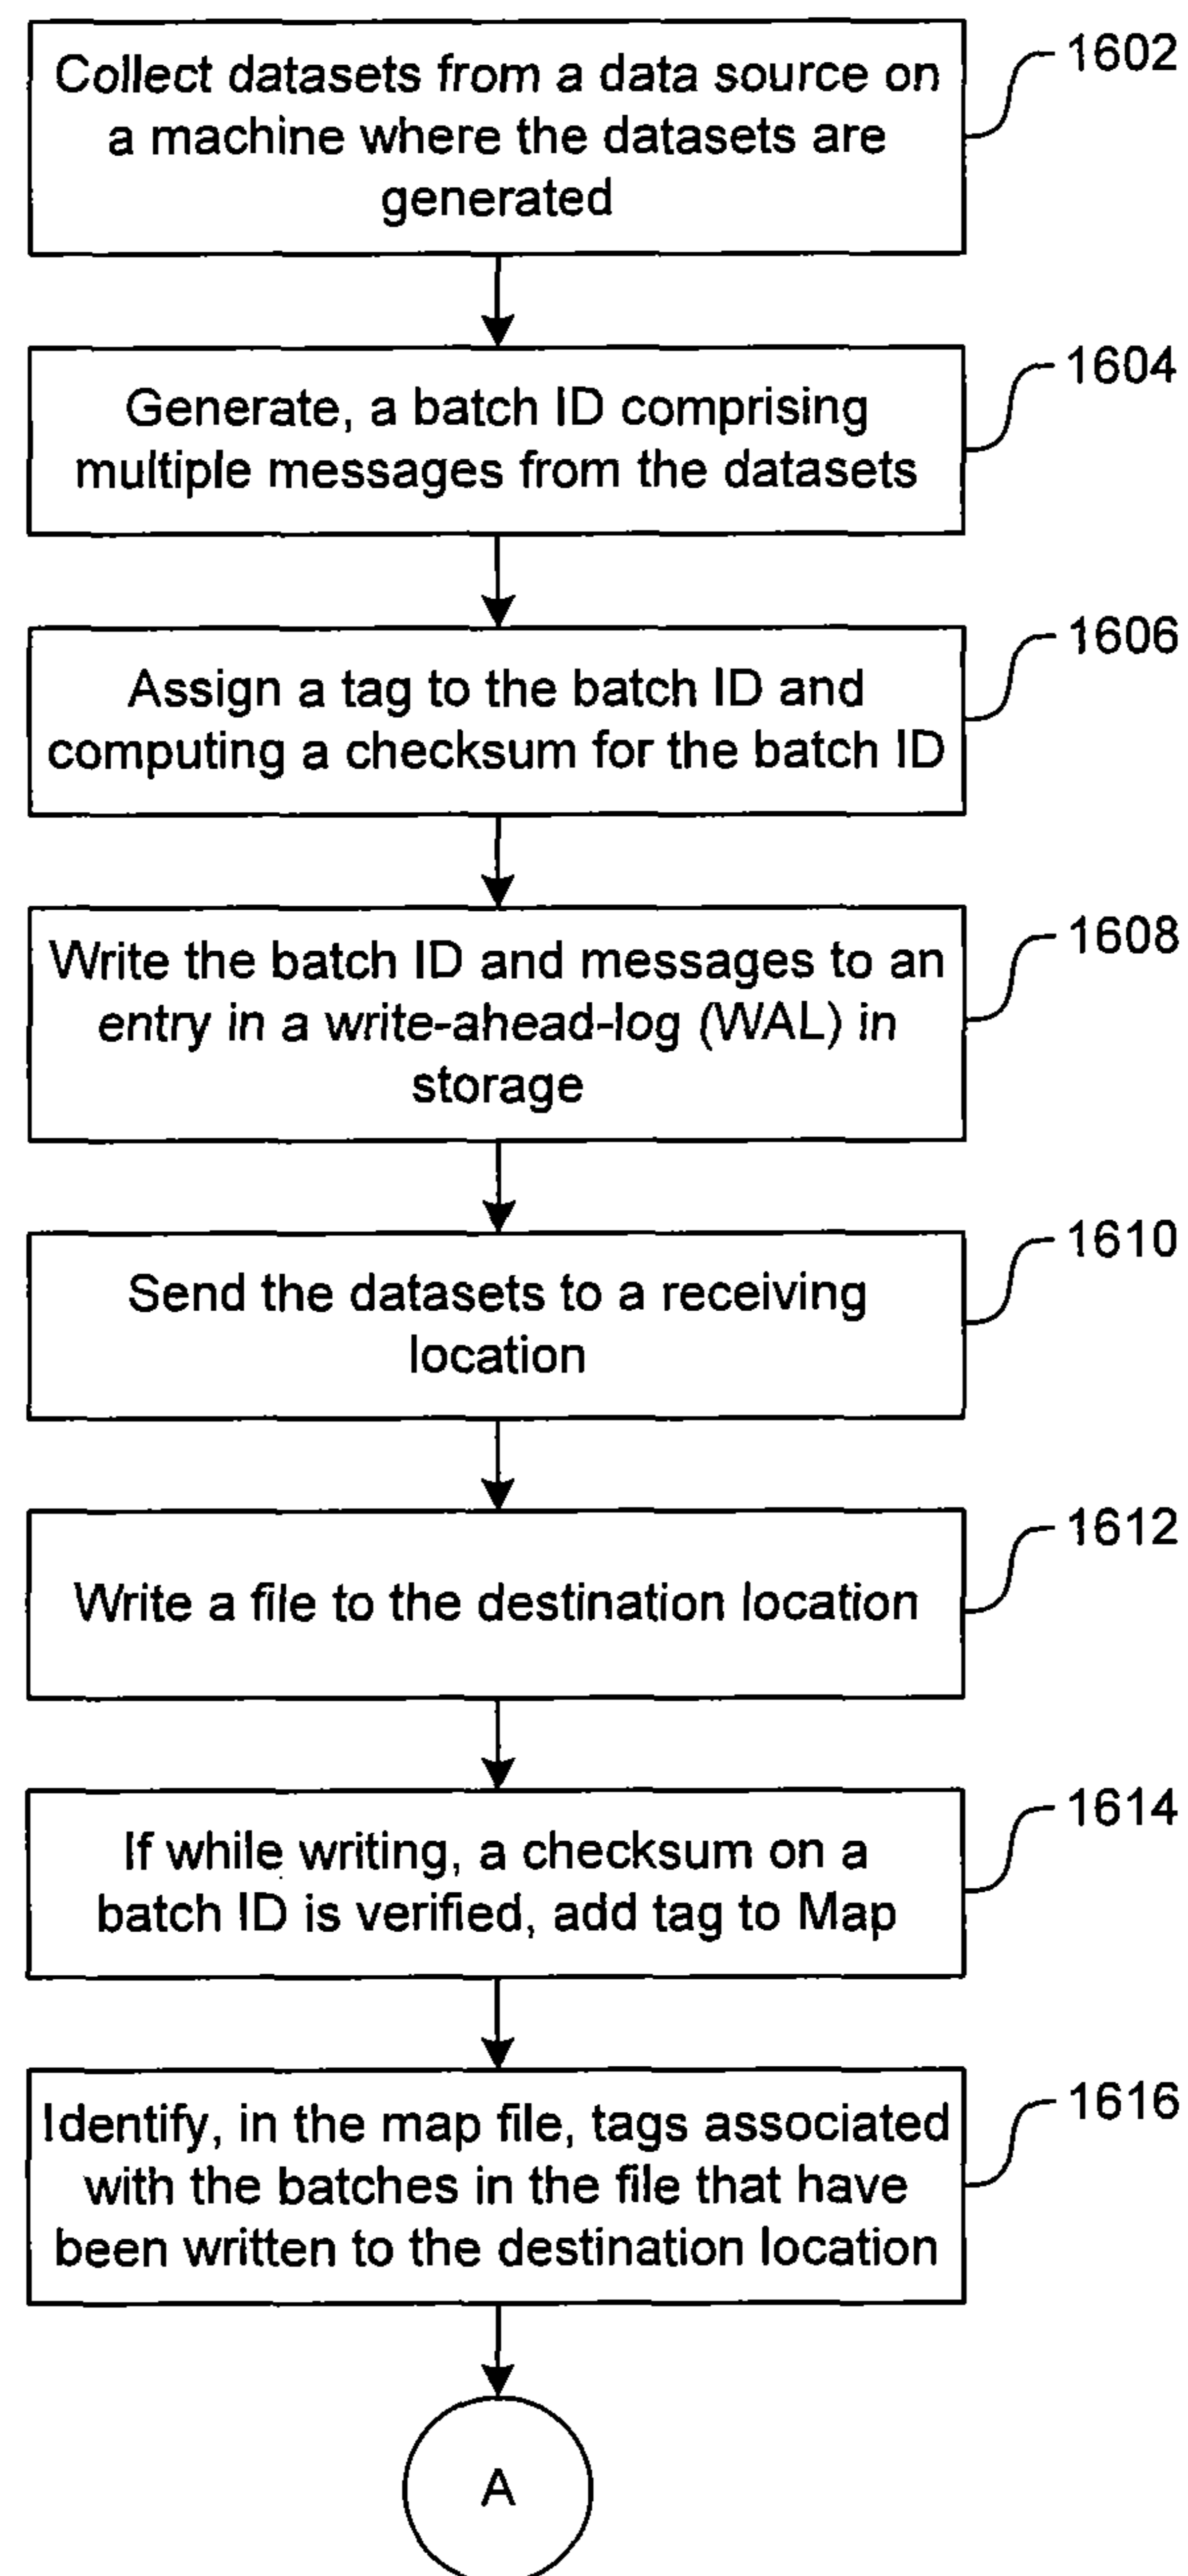 Collect datasets from a data source on
a machine where the datasets are
generated
1602
Generate, a batch ID comprising
multiple messages from the datasets
1604
Assign a tag to the batch ID and
computing a checksum for the batch ID
1606
Write the batch ID and messages to an
entry in a write-ahead-log (WAL) in
storage
1608
Send the datasets to a receiving
location
1610
Write a file to the destination location
1612
If while writing, a checksum on a
batch ID is verified, add tag to Map
1614
Identify, in the map file, tags associated
with the batches in the file that have
been written to the destination location
1616
A